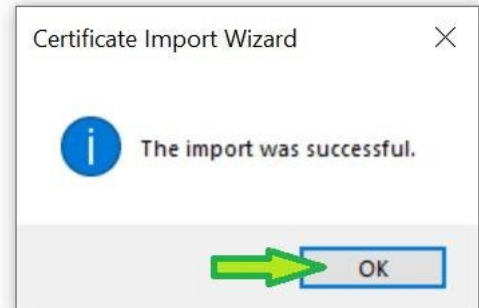 Certificate Import Wizard
The import was successful.
OK